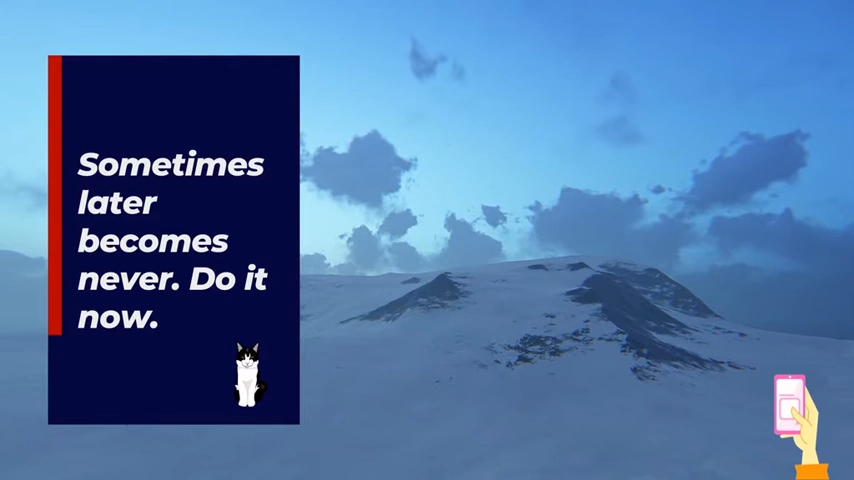 Sometimes
later
becomes
never. Do it
now.